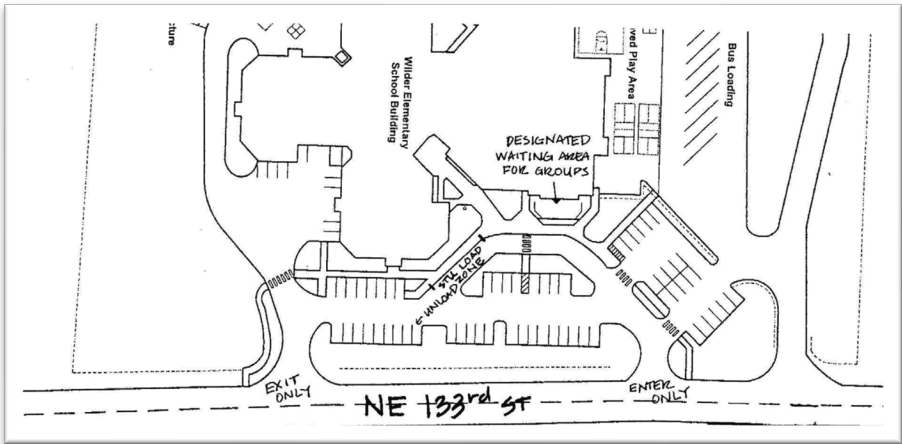 cture
Wilder Elementary
School Building
ved Play Area
Bus Loading
DESIGNATED
WAITING AREA
FOR GROUPS
STU. LOAD
← UNLOAD ZONE
EXIT
ONLY
ENTER
ONLY
NE 133rd ST